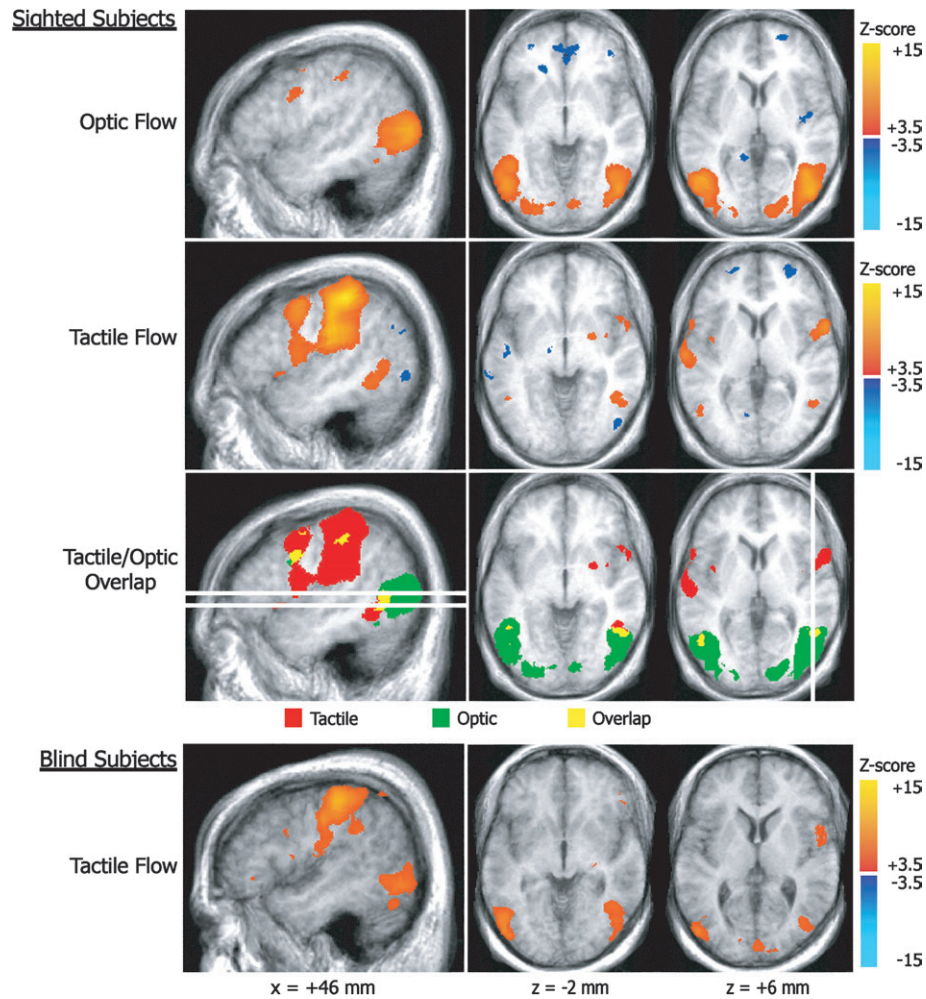 Sighted Subjects
Z-score
+15
Optic Flow
+3.5
-3.5
-15
Z-score
+15
Tactile Flow
+3.5
-3.5
-15
Tactile/Optic
Overlap
Tactile Optic Overlap
Blind Subjects
Z-score
+15
Tactile Flow
+3.5
-3.5
-15
x = +46 mm z = -2 mm z = +6 mm